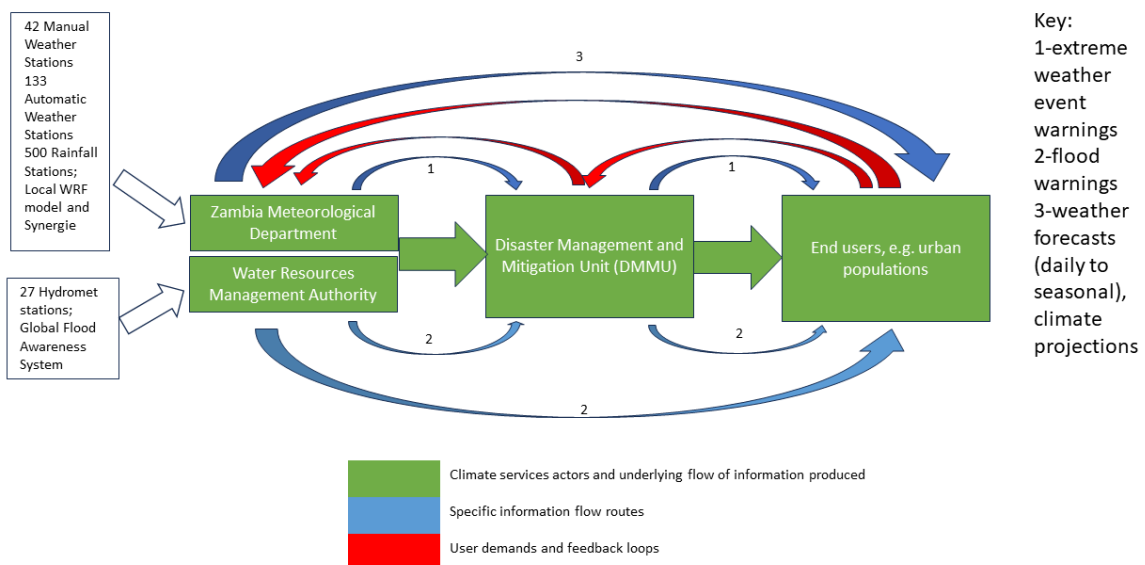 42 Manual
Weather
Stations
133
Automatic
Weather
Stations
500 Rainfall
Stations;
Local WRF
model and
Synergie
27 Hydromet
stations;
Global Flood
Awareness
System
3
1
1
Zambia Meteorological
Department
Water Resources
Management Authority
Disaster Management and
Mitigation Unit (DMMU)
End users, e.g. urban
populations
2
2
2
Key:
1-extreme
weather
event
warnings
2-flood
warnings
3-weather
forecasts
(daily to
seasonal),
climate
projections
Climate services actors and underlying flow of information produced
Specific information flow routes
User demands and feedback loops